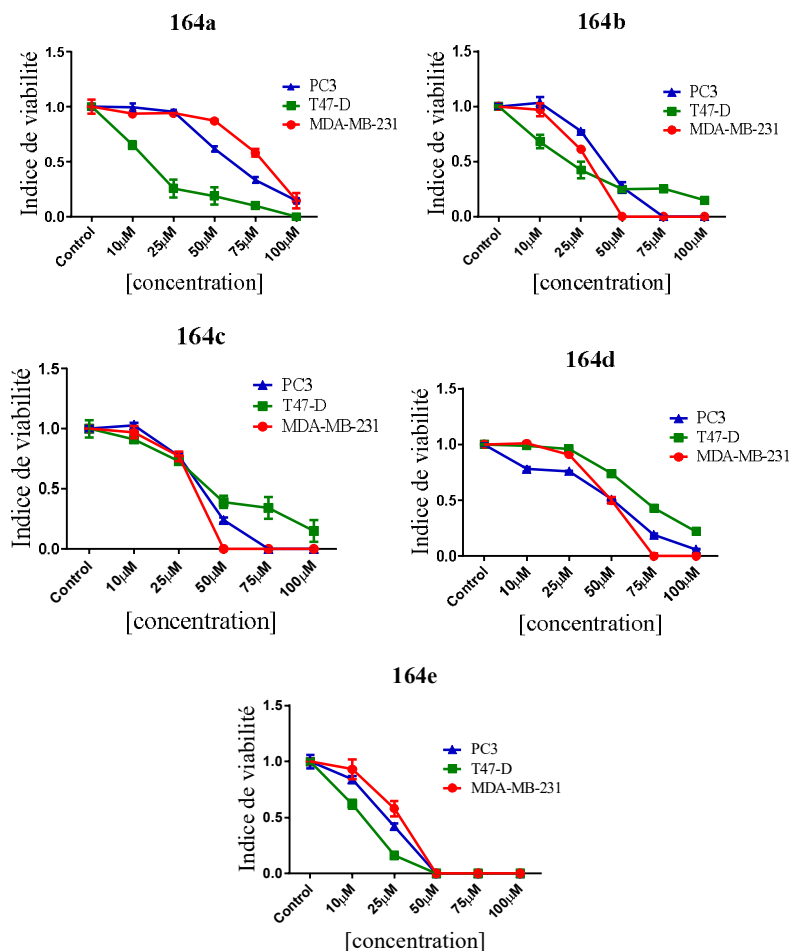 164a
Indice de viabilité
1.5
1.0
0.5
0.0
PC3
T47-D
MDA-MB-231
Control
10µM
25µM
50µM
75µM
100µM
[concentration]
164b
Indice de viabilité
1.5
1.0
0.5
0.0
PC3
T47-D
MDA-MB-231
Control
10µM
25µM
50µM
75µM
100µM
[concentration]
164c
Indice de viabilité
1.5
1.0
0.5
0.0
PC3
T47-D
MDA-MB-231
Control
10µM
25µM
50µM
75µM
100µM
[concentration]
164d
Indice de viabilité
1.5
1.0
0.5
0.0
PC3
T47-D
MDA-MB-231
Control
10µM
25µM
50µM
75µM
100µM
[concentration]
164e
Indice de viabilité
1.5
1.0
0.5
0.0
PC3
T47-D
MDA-MB-231
Control
10µM
25µM
50µM
75µM
100µM
[concentration]